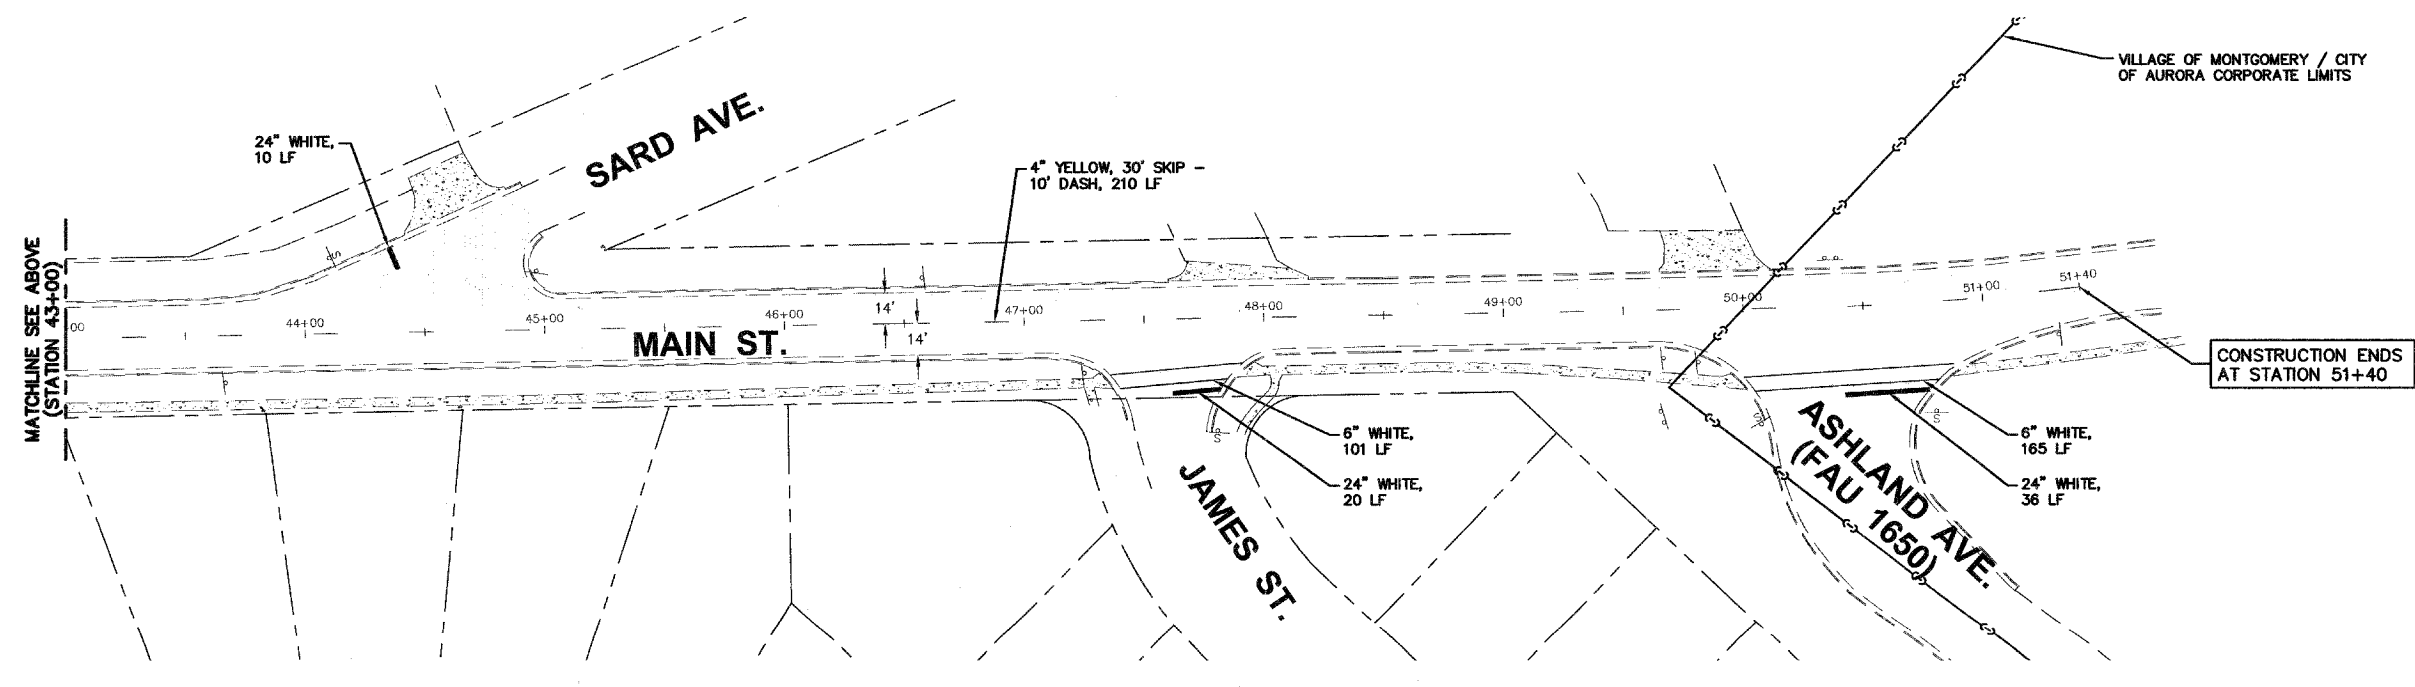 VILLAGE OF MONTGOMERY / CITY
OF AURORA CORPORATE LIMITS
24" WHITE,
10 LF
SARD AVE.
4" YELLOW, 30' SKIP -
10' DASH, 210 LF
MATCHLINE SEE ABOVE
(STATION 43+00)
00
44+00
45+00
46+00
47+00
48+00
49+00
50+00
51+00
51+40
14'
14'
MAIN ST.
CONSTRUCTION ENDS
AT STATION 51+40
6" WHITE,
101 LF
24" WHITE,
20 LF
JAMES ST.
ASHLAND AVE.
(FAU 1650)
6" WHITE,
165 LF
24" WHITE,
36 LF
S
S
S
S